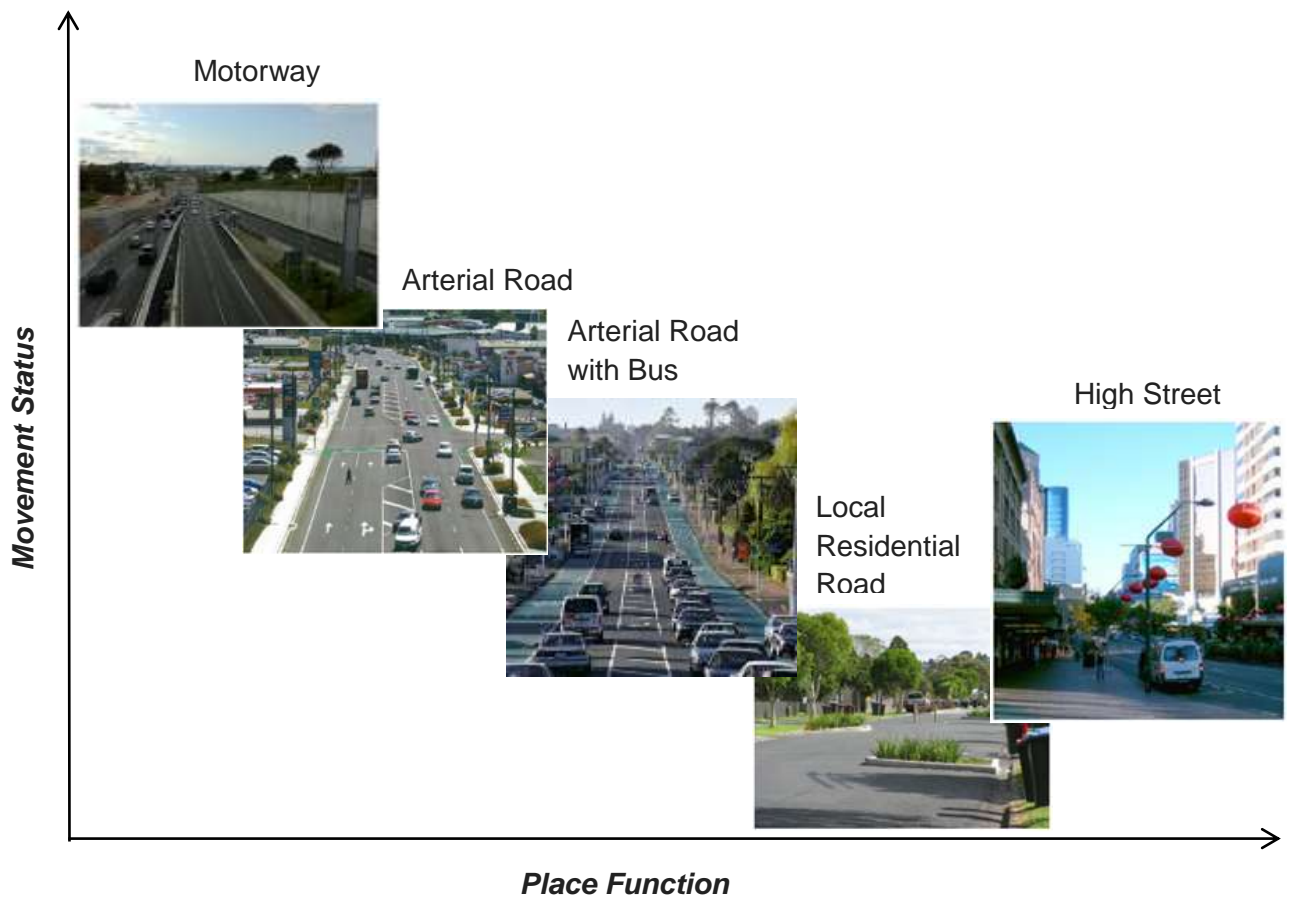 Motorway
Arterial Road
Arterial Road
with Bus
High Street
Local
Residential
Road
Movement Status
Place Function